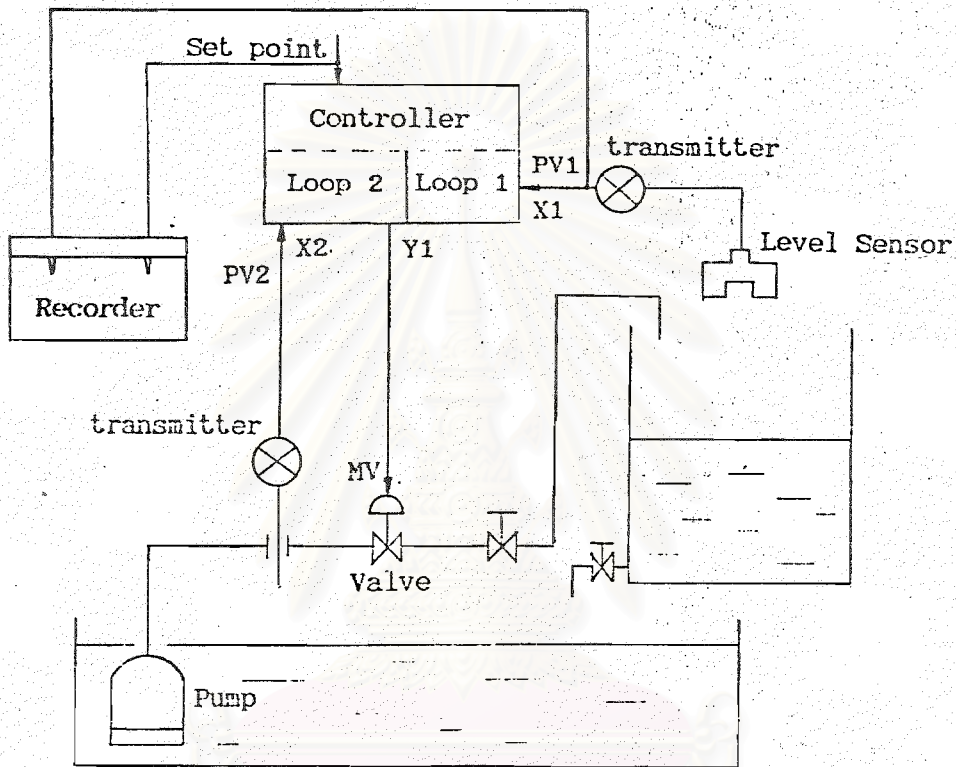 Set point
Controller
transmitter
Loop 2
Loop 1
PV1
X1
X2
Y1
PV2
Level Sensor
Recorder
transmitter
MV
Valve
Pump